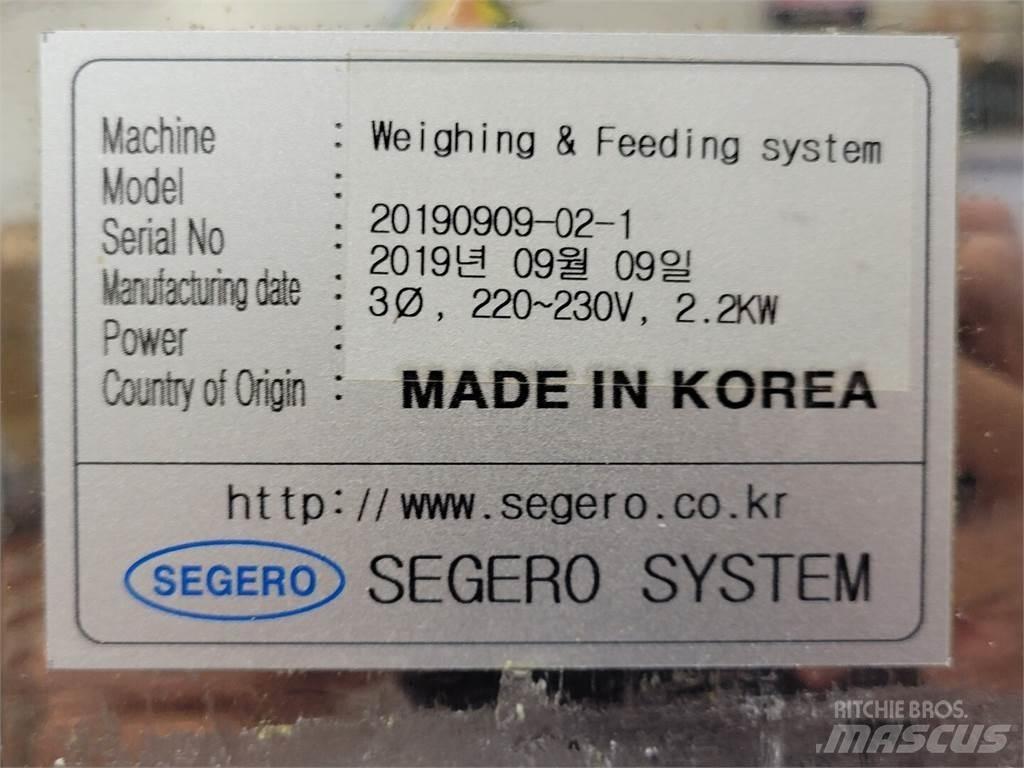 Machine : Weighing & Feeding system
Model :
Serial No : 20190909-02-1
Manufacturing date : 2019년 09월 09일
Power : 3Ø, 220~230V, 2.2KW
Country of Origin : MADE IN KOREA
http://www.segero.co.kr
SEGERO SEGERO SYSTEM
RITCHIE BROS.
MASCUS